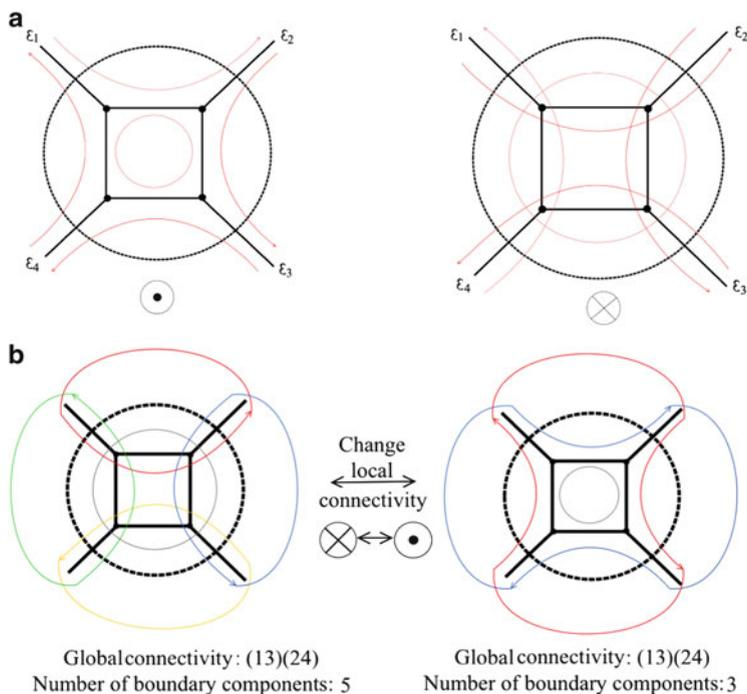 a
ε1 ε2 ε1 ε2
ε4 ε3 ε4 ε3
b
Change
local
connectivity
Global connectivity: (13)(24)
Number of boundary components: 5
Global connectivity: (13)(24)
Number of boundary components: 3